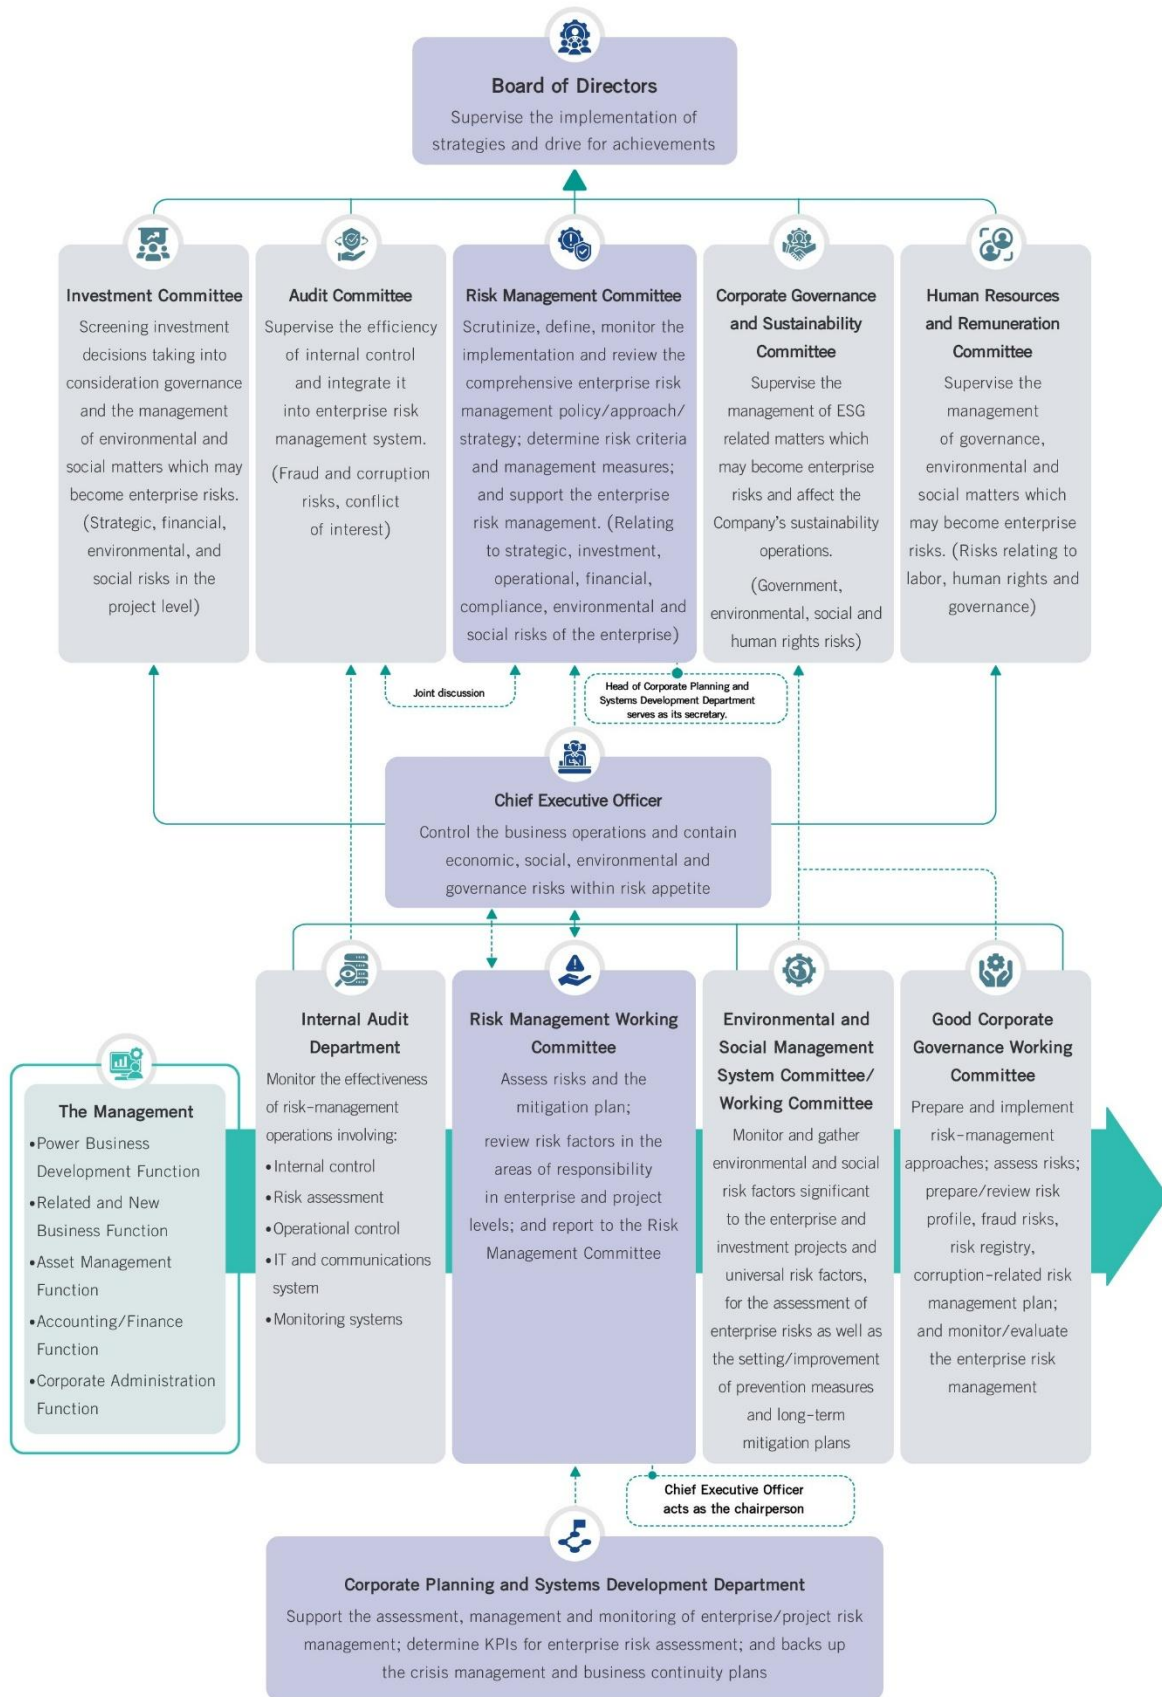 Board of Directors
Supervise the implementation of
strategies and drive for achievements
Investment Committee
Screening investment
decisions taking into
consideration governance
and the management
of environmental and
social matters which may
become enterprise risks.
(Strategic, financial,
environmental, and
social risks in the
project level)
Audit Committee
Supervise the efficiency
of internal control
and integrate it
into enterprise risk
management system.
(Fraud and corruption
risks, conflict
of interest)
Risk Management Committee
Scrutinize, define, monitor the
implementation and review the
comprehensive enterprise risk
management policy/approach/
strategy; determine risk criteria
and management measures;
and support the enterprise
risk management. (Relating
to strategic, investment,
operational, financial,
compliance, environmental and
social risks of the enterprise)
Corporate Governance
and Sustainability
Committee
Supervise the
management of ESG
related matters which
may become enterprise
risks and affect the
Company's sustainability
operations.
(Government,
environmental, social and
human rights risks)
Human Resources
and Remuneration
Committee
Supervise the
management
of governance,
environmental and
social matters which
may become enterprise
risks. (Risks relating to
labor, human rights and
governance)
Joint discussion
Head of Corporate Planning and
Systems Development Department
serves as its secretary.
Chief Executive Officer
Control the business operations and contain
economic, social, environmental and
governance risks within risk appetite
The Management
•Power Business
Development Function
•Related and New
Business Function
•Asset Management
Function
•Accounting/Finance
Function
•Corporate Administration
Function
Internal Audit
Department
Monitor the effectiveness
of risk-management
operations involving:
•Internal control
•Risk assessment
•Operational control
•IT and communications
system
•Monitoring systems
Risk Management Working
Committee
Assess risks and the
mitigation plan;
review risk factors in the
areas of responsibility
in enterprise and project
levels; and report to the Risk
Management Committee
Environmental and
Social Management
System Committee/
Working Committee
Monitor and gather
environmental and social
risk factors significant
to the enterprise and
investment projects and
universal risk factors,
for the assessment of
enterprise risks as well as
the setting/improvement
of prevention measures
and long-term
mitigation plans
Good Corporate
Governance Working
Committee
Prepare and implement
risk-management
approaches; assess risks;
prepare/review risk
profile, fraud risks,
risk registry,
corruption-related risk
management plan;
and monitor/evaluate
the enterprise risk
management
Chief Executive Officer
acts as the chairperson
Corporate Planning and Systems Development Department
Support the assessment, management and monitoring of enterprise/project risk
management; determine KPIs for enterprise risk assessment; and backs up
the crisis management and business continuity plans